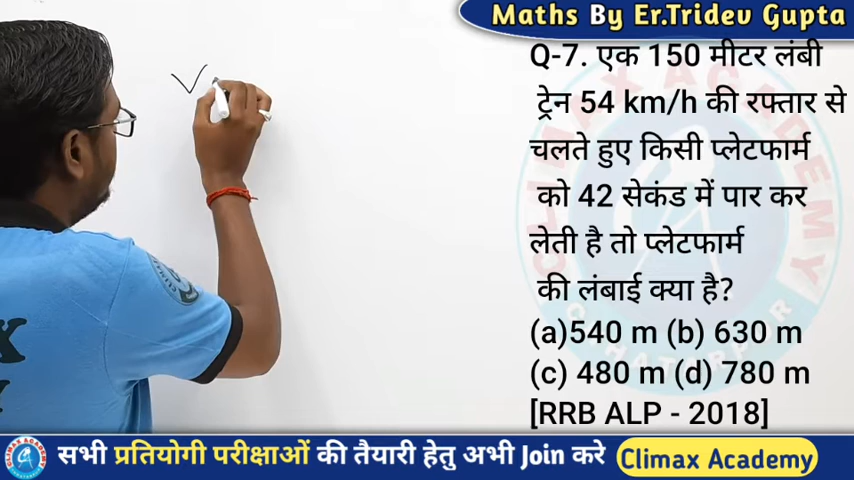 Maths By Er.Tridev Gupta
V
Q-7. एक 150 मीटर लंबी
ट्रेन 54 km/h की रफ्तार से
चलते हुए किसी प्लेटफार्म
को 42 सेकंड में पार कर
लेती है तो प्लेटफार्म
की लंबाई क्या है?
(a)540 m (b) 630 m
(c) 480 m (d) 780 m
[RRB ALP - 2018]
सभी प्रतियोगी परीक्षाओं की तैयारी हेतु अभी Join करे Climax Academy